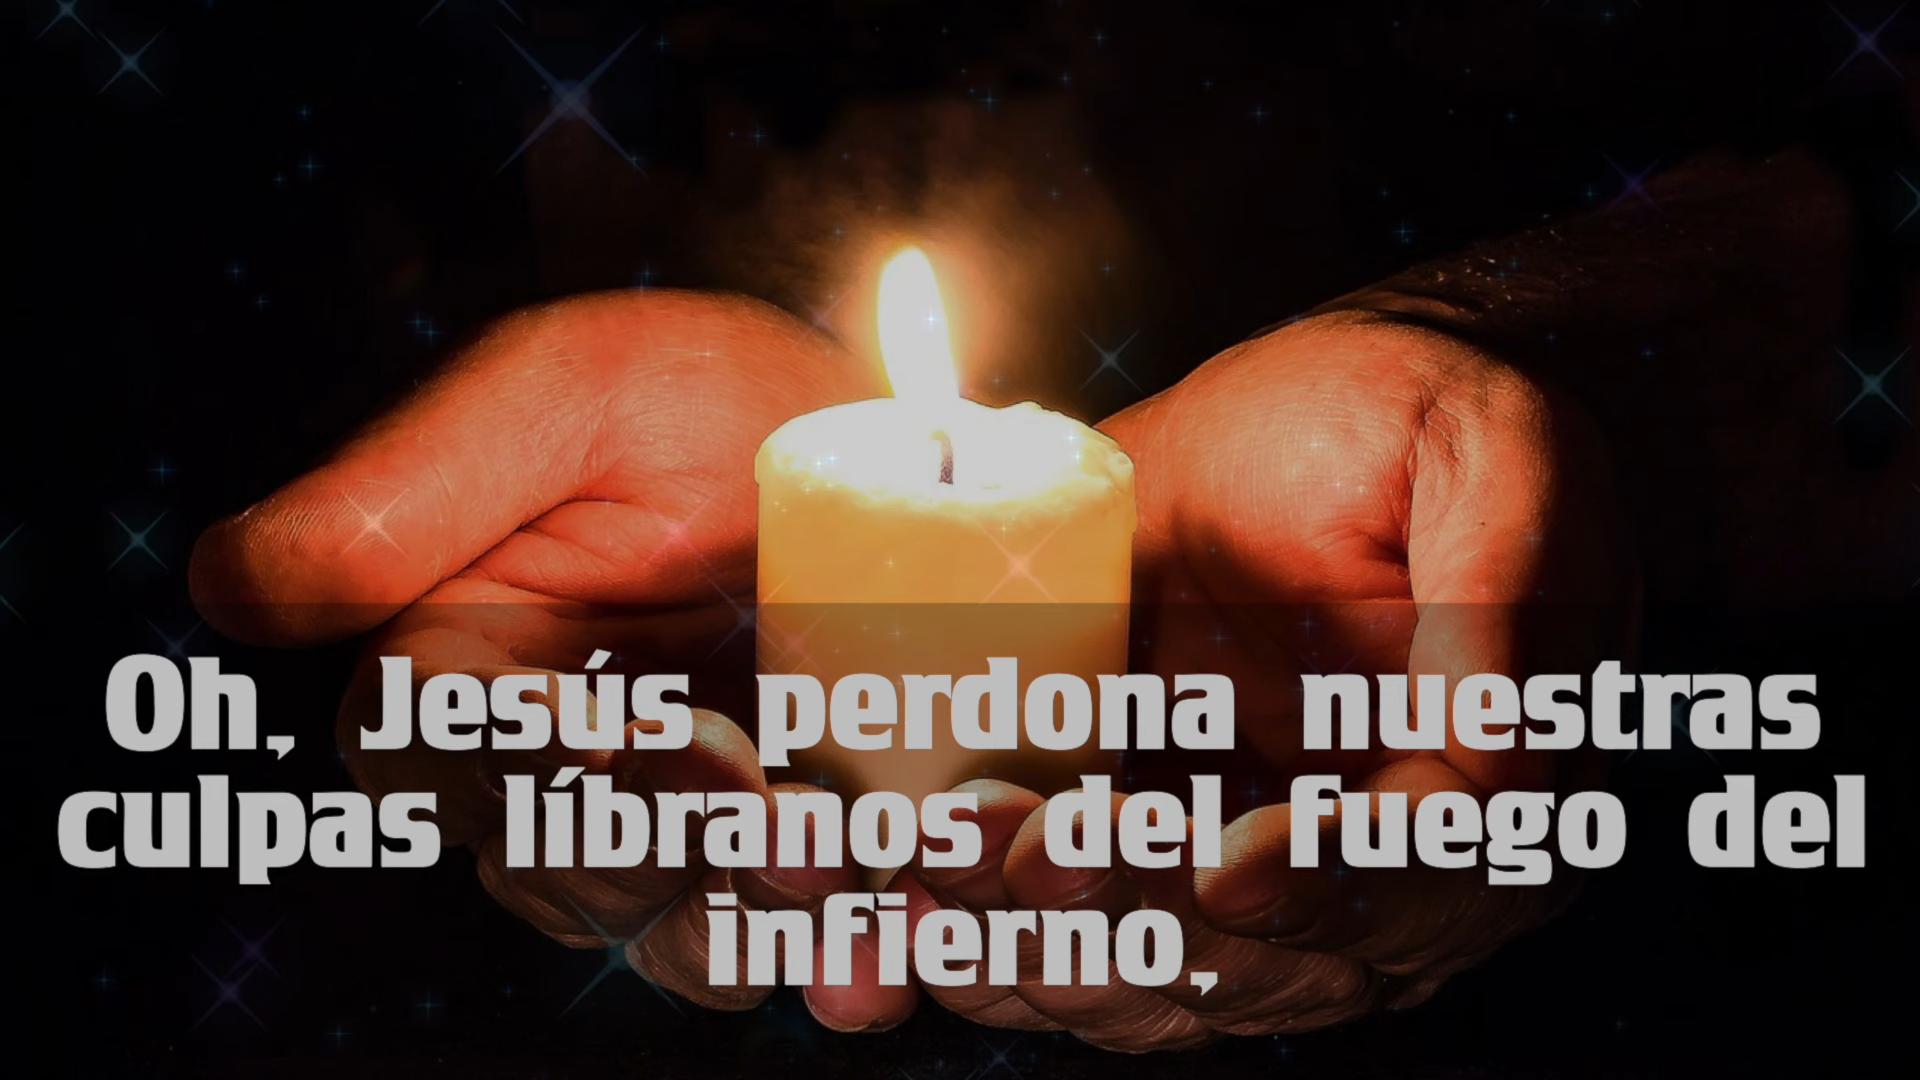 Oh, Jesús perdona nuestras
culpas líbranos del fuego del
infierno,